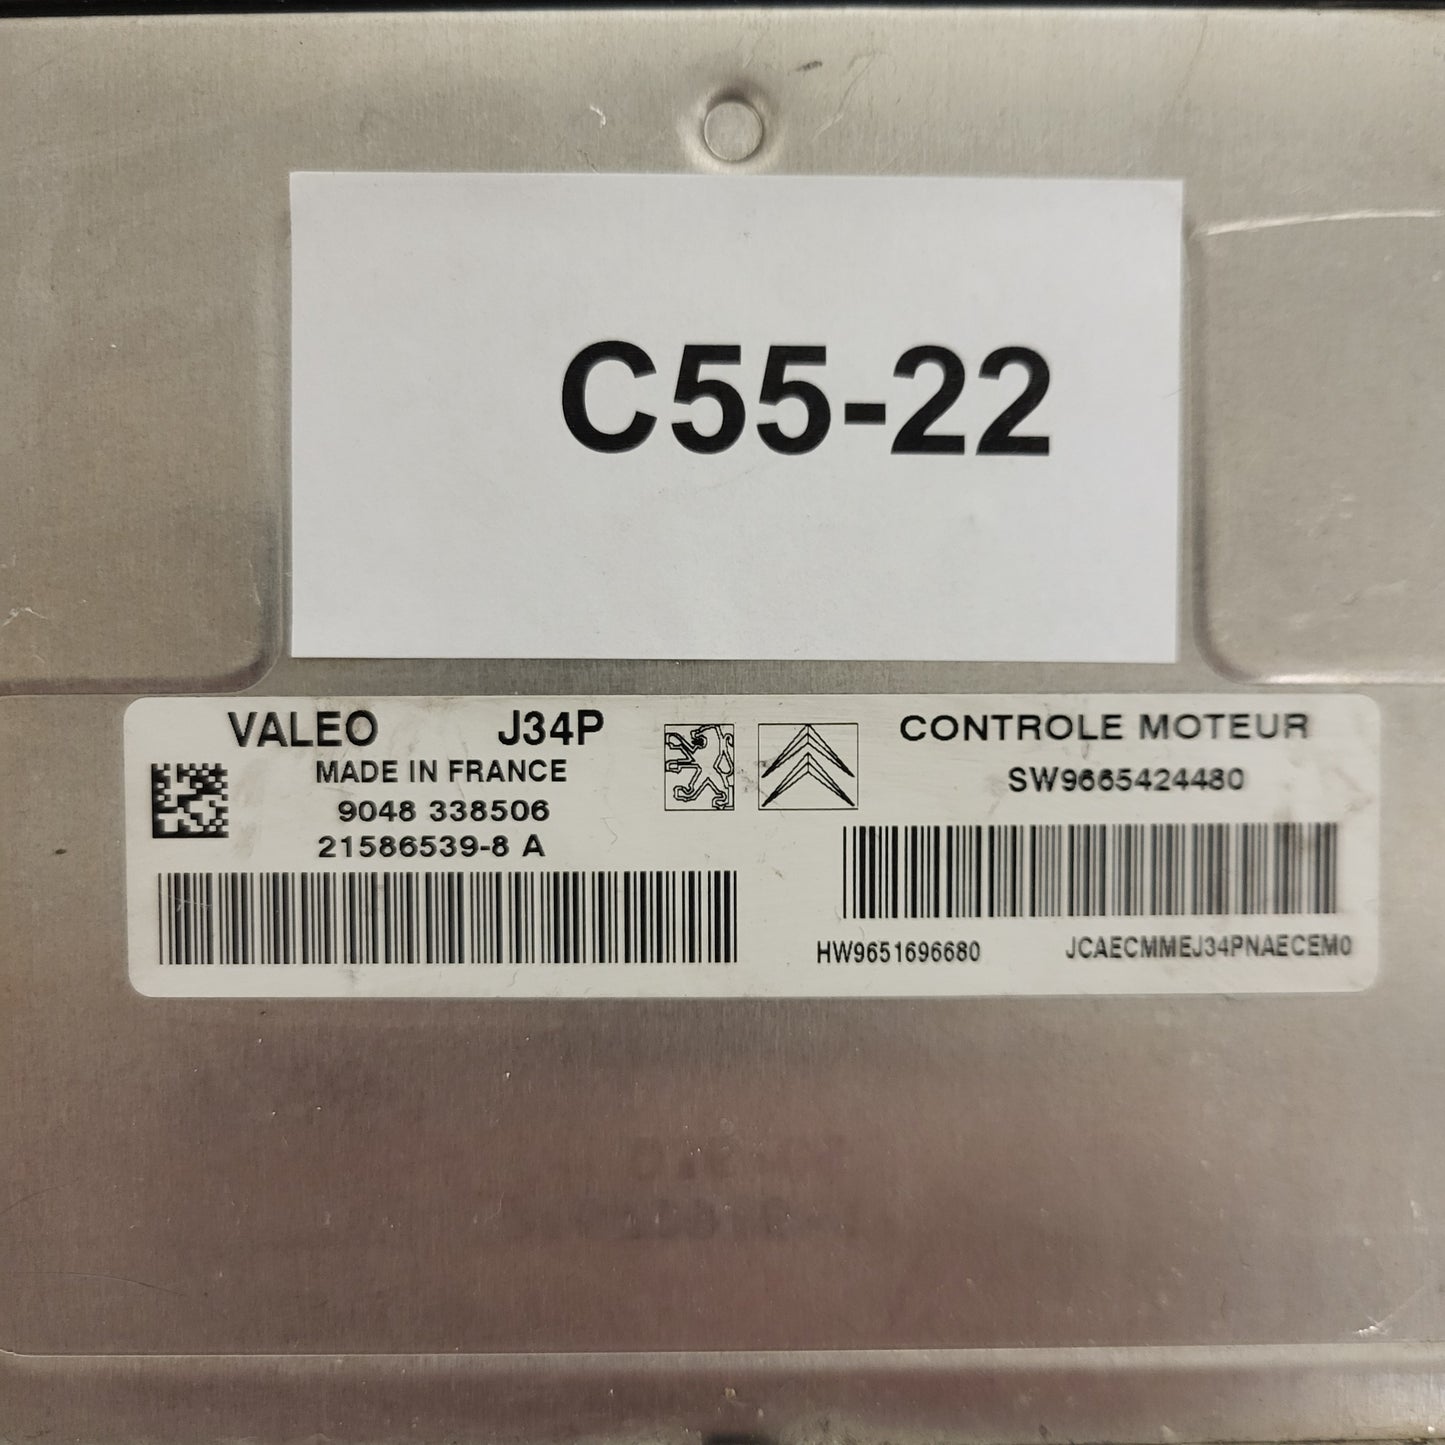 C55-22
VALEO J34P
MADE IN FRANCE
9048 338506
21586539-8 A
CONTROLE MOTEUR
SW9665424480
HW9651696680 JCAECMMEJ34PNAECEM0